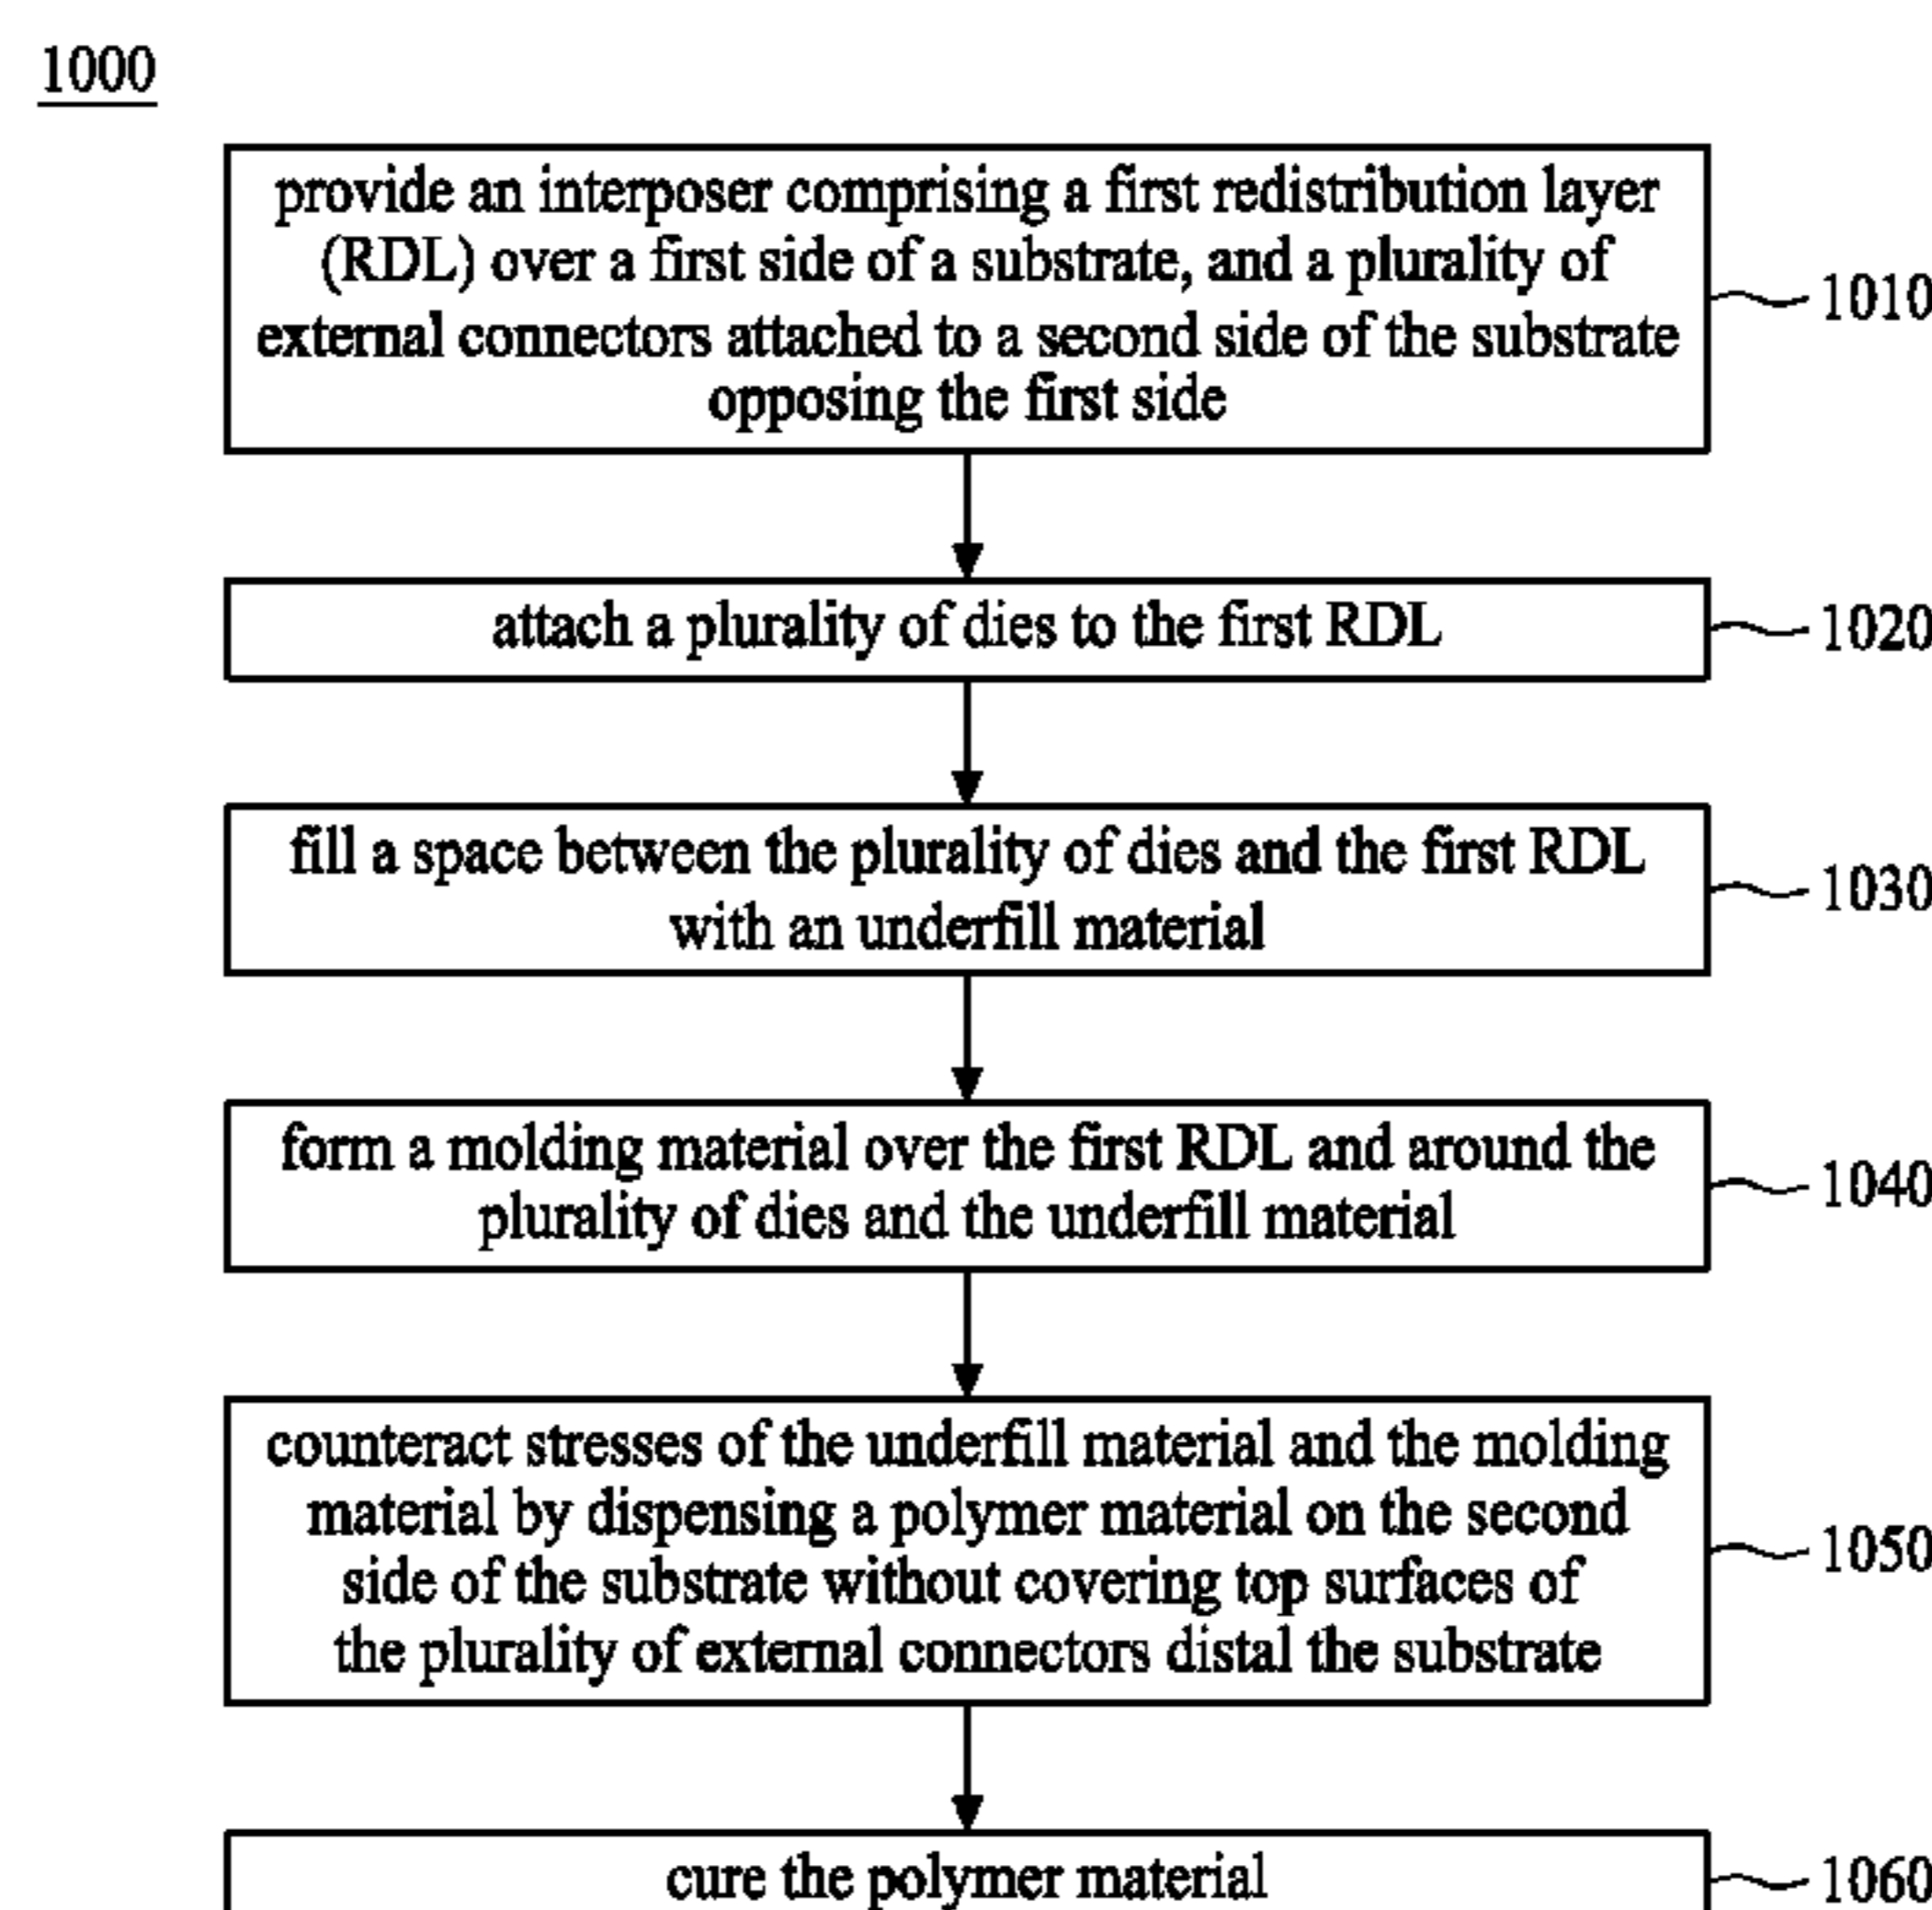 1000
provide an interposer comprising a first redistribution layer
(RDL) over a first side of a substrate, and a plurality of
external connectors attached to a second side of the substrate
opposing the first side
1010
attach a plurality of dies to the first RDL
1020
fill a space between the plurality of dies and the first RDL
with an underfill material
1030
form a molding material over the first RDL and around the
plurality of dies and the underfill material
1040
counteract stresses of the underfill material and the molding
material by dispensing a polymer material on the second
side of the substrate without covering top surfaces of
the plurality of external connectors distal the substrate
1050
cure the polymer material
1060